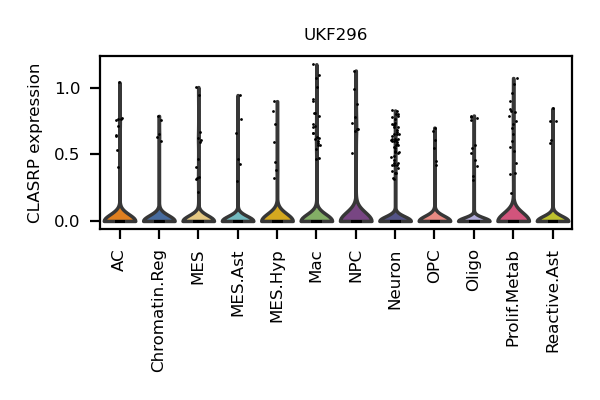 UKF296
CLASRP expression
1.0
0.5
0.0
AC
Chromatin.Reg
MES
MES.Ast
MES.Hyp
Mac
NPC
Neuron
OPC
Oligo
Prolif.Metab
Reactive.Ast